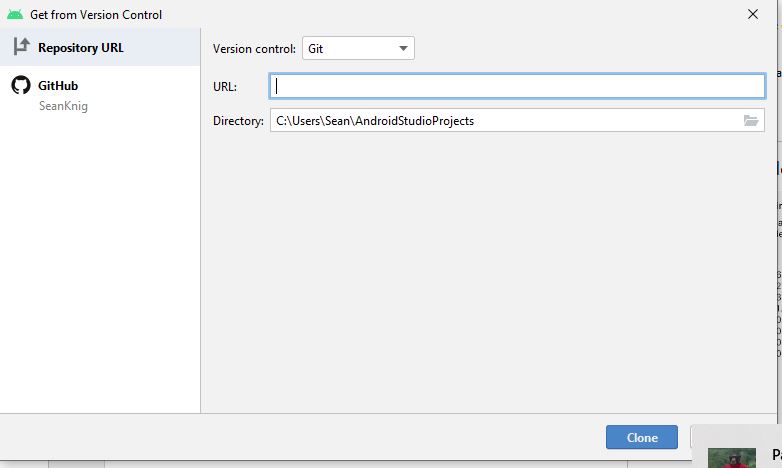 Get from Version Control
Repository URL
GitHub
SeanKnig
Version control: Git
URL:
Directory: C:\Users\Sean\AndroidStudioProjects
Clone